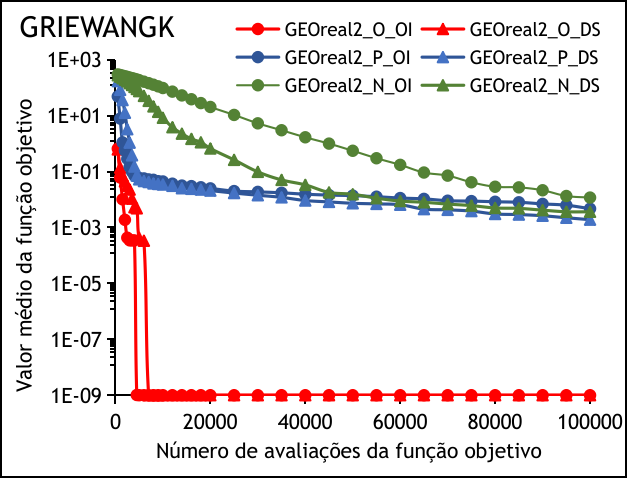 GRIEWANGK
GEOreal2_O_OI GEOreal2_O_DS
GEOreal2_P_OI GEOreal2_P_DS
GEOreal2_N_OI GEOreal2_N_DS
Valor médio da função objetivo
1E+03
1E+01
1E-01
1E-03
1E-05
1E-07
1E-09
0 20000 40000 60000 80000 100000
Número de avaliações da função objetivo